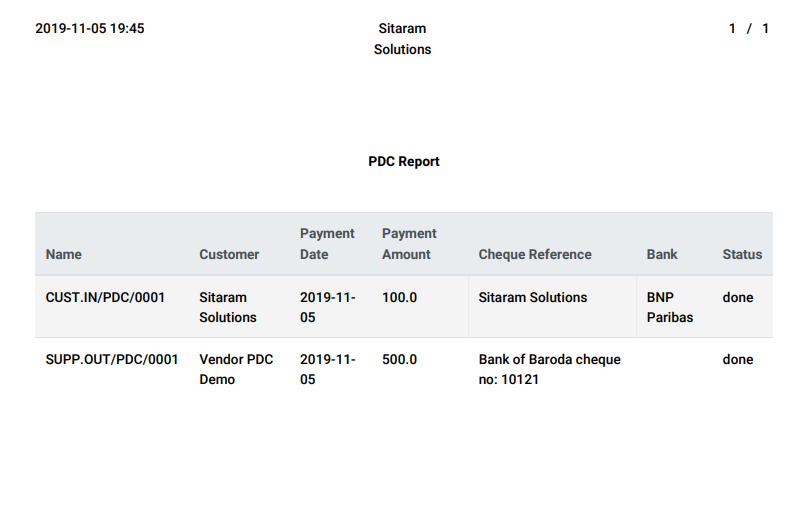 2019-11-05 19:45 Sitaram 1 / 1
Solutions
PDC Report
Payment Payment
Name Customer Date Amount Cheque Reference Bank Status
CUST.IN/PDC/0001 Sitaram 2019-11- 100.0 Sitaram Solutions BNP done
Solutions 05 Paribas
SUPP.OUT/PDC/0001 Vendor PDC 2019-11- 500.0 Bank of Baroda cheque done
Demo 05 no: 10121